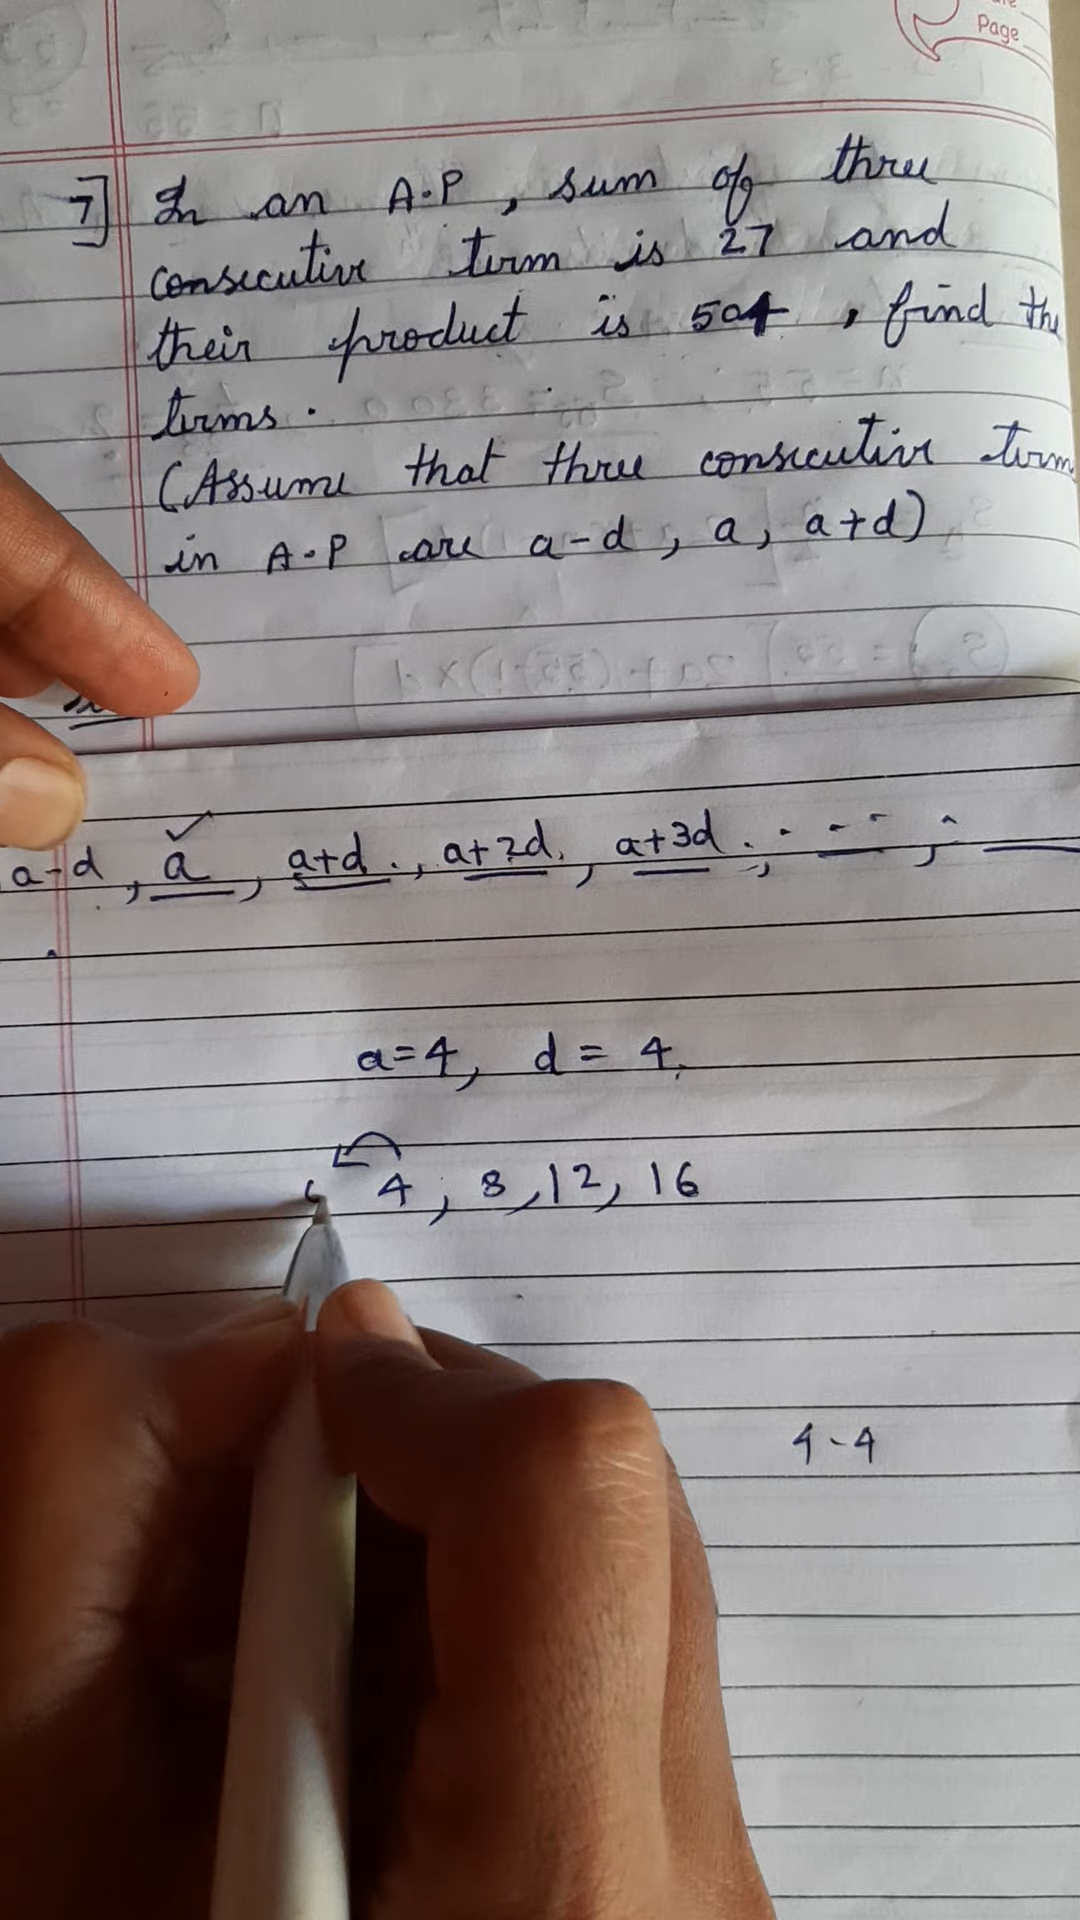 Page
7] In an A.P, sum of three
consecutive term is 27 and
their product is 504, find the
terms.
(Assume that three consecutive term
in A.P are a-d, a, a+d)
a-d, a, a+d., a+2d, a+3d.,
a=4, d = 4,
4, 8, 12, 16
4-4